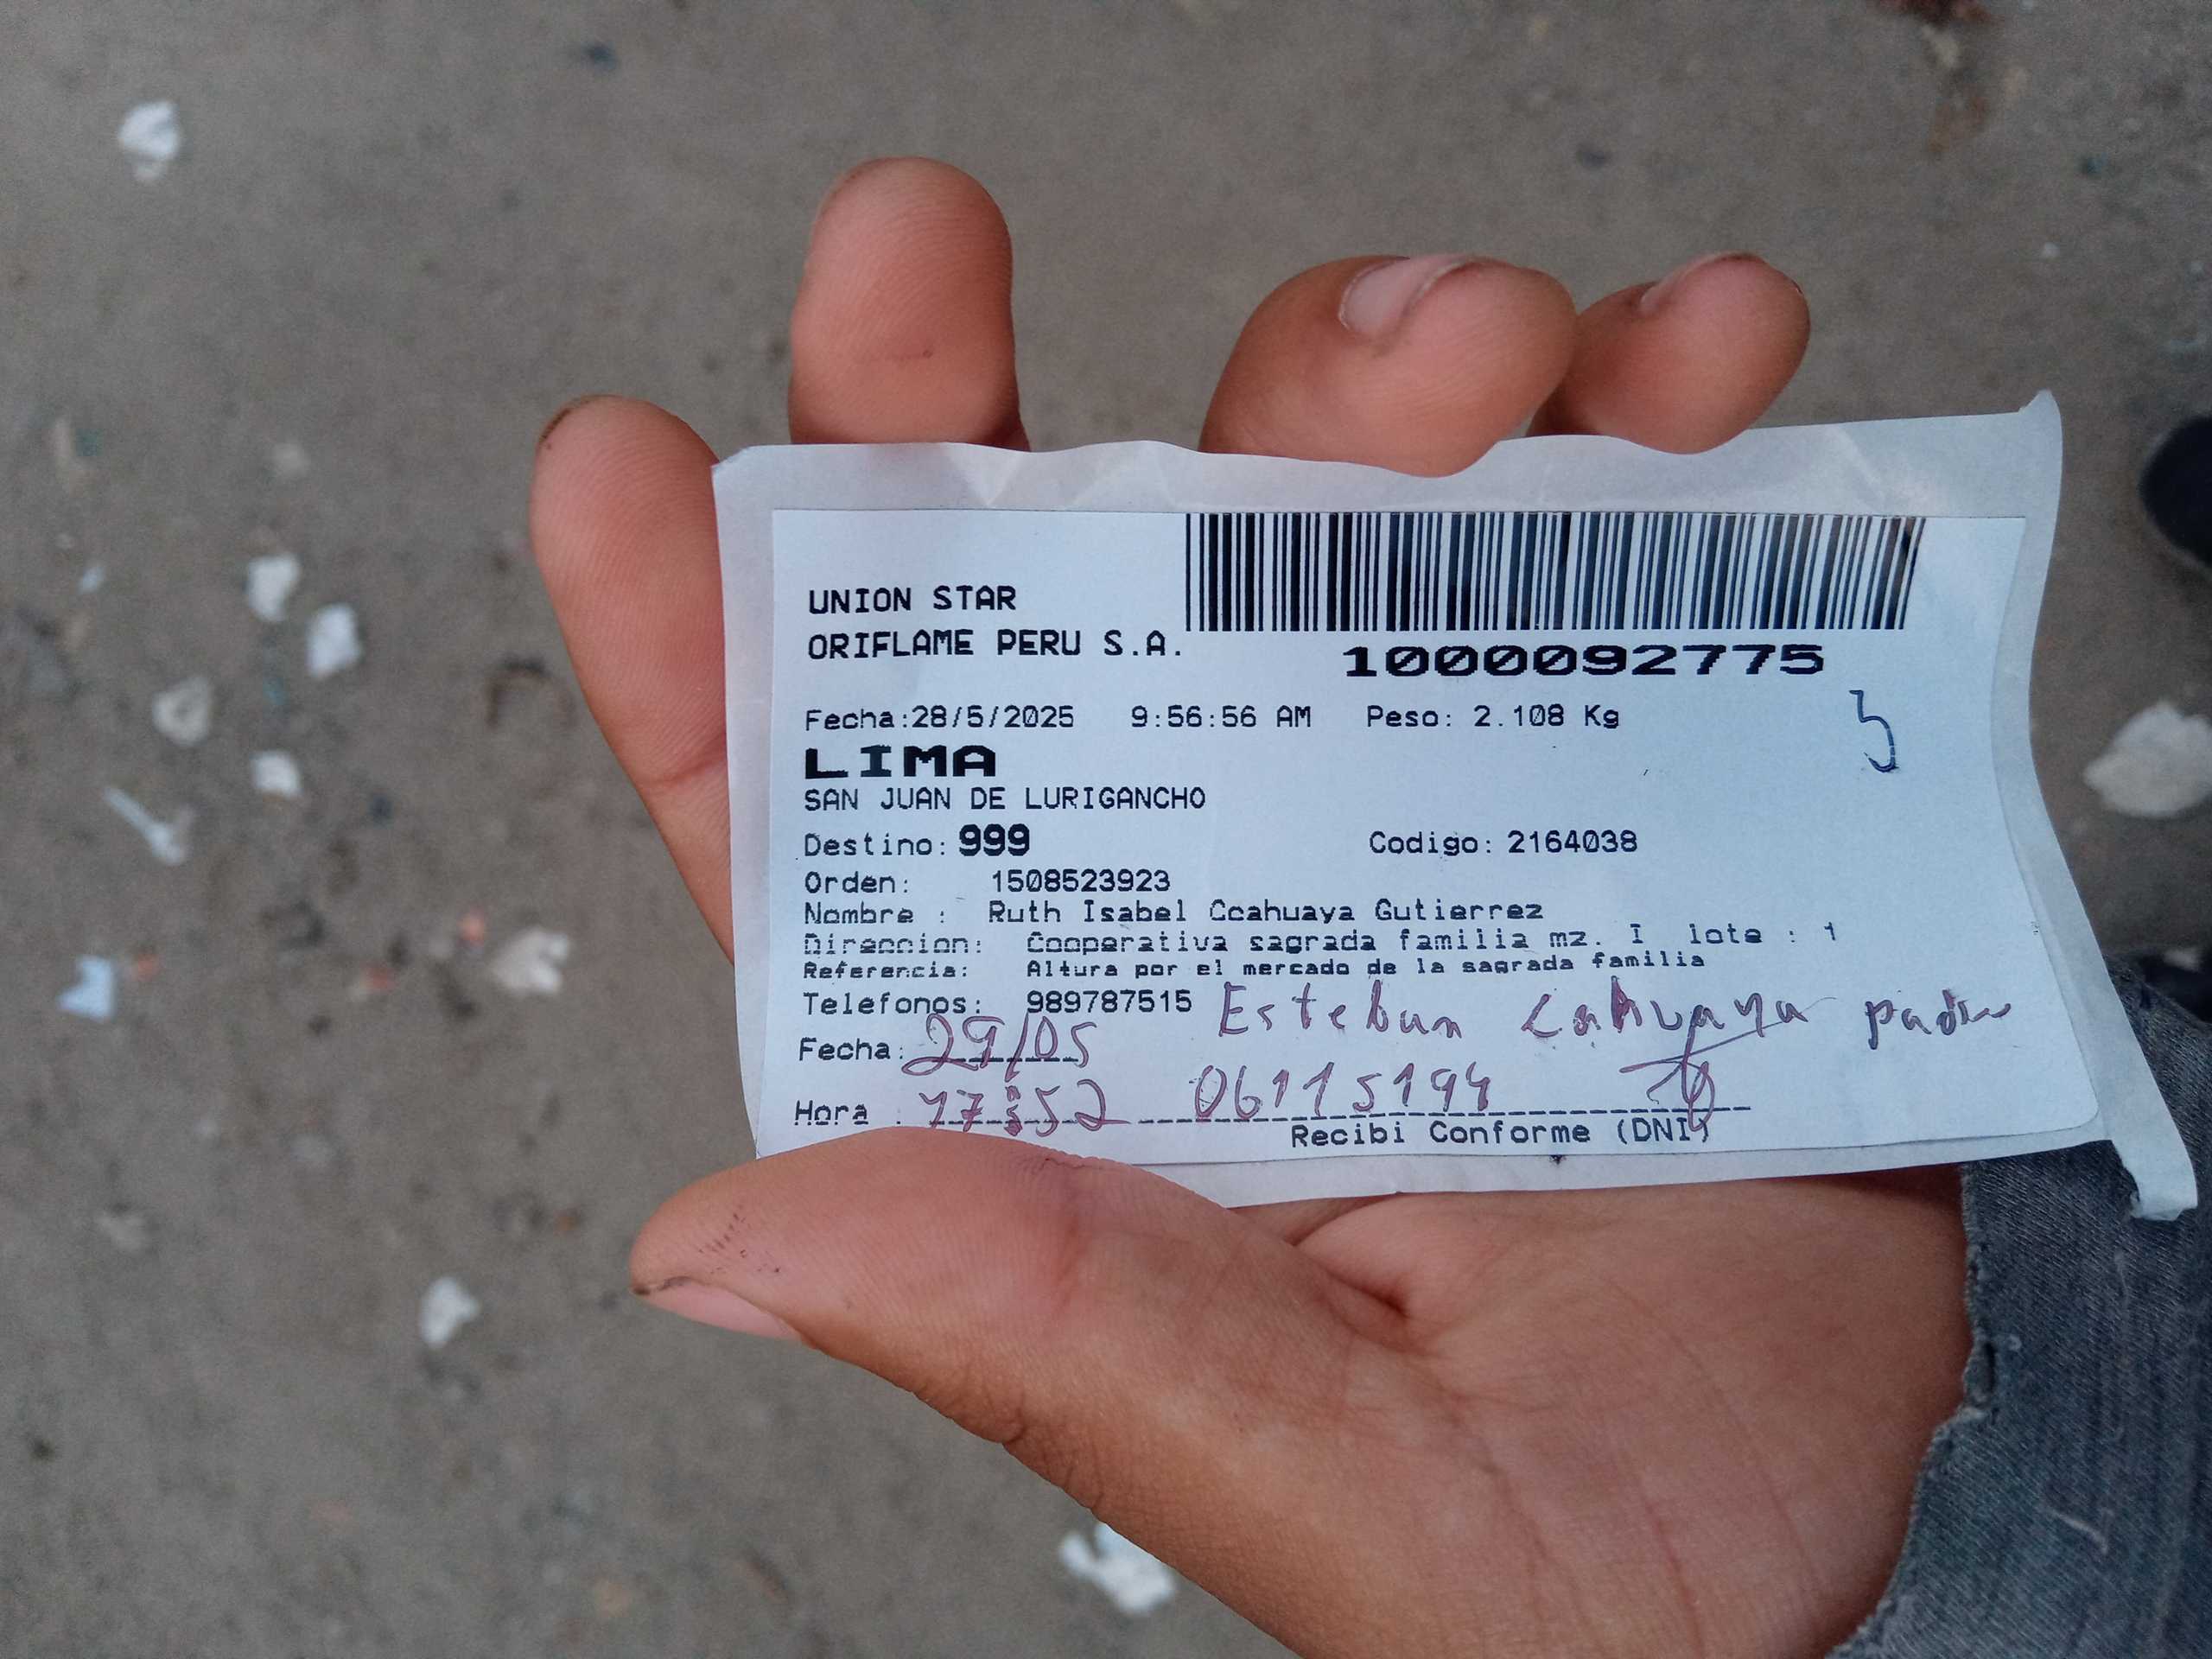 UNION STAR
ORIFLAME PERU S.A.
1000092775
Fecha:28/5/2025 9:56:56 AM Peso: 2.108 Kg
LIMA
SAN JUAN DE LURIGANCHO
Destino: 999 Codigo: 2164038
Orden: 1508523923
Nombre : Ruth Isabel Ccahuaya Gutierrez
Direccion: Cooperativa sagrada familia mz. I lote : 1
Referencia: Altura por el mercado de la sagrada familia
Telefonos: 989787515 Esteban Cahuaya padre
Fecha: 29/05
Hora : 17:52 06115194
Recibi Conforme (DNI)